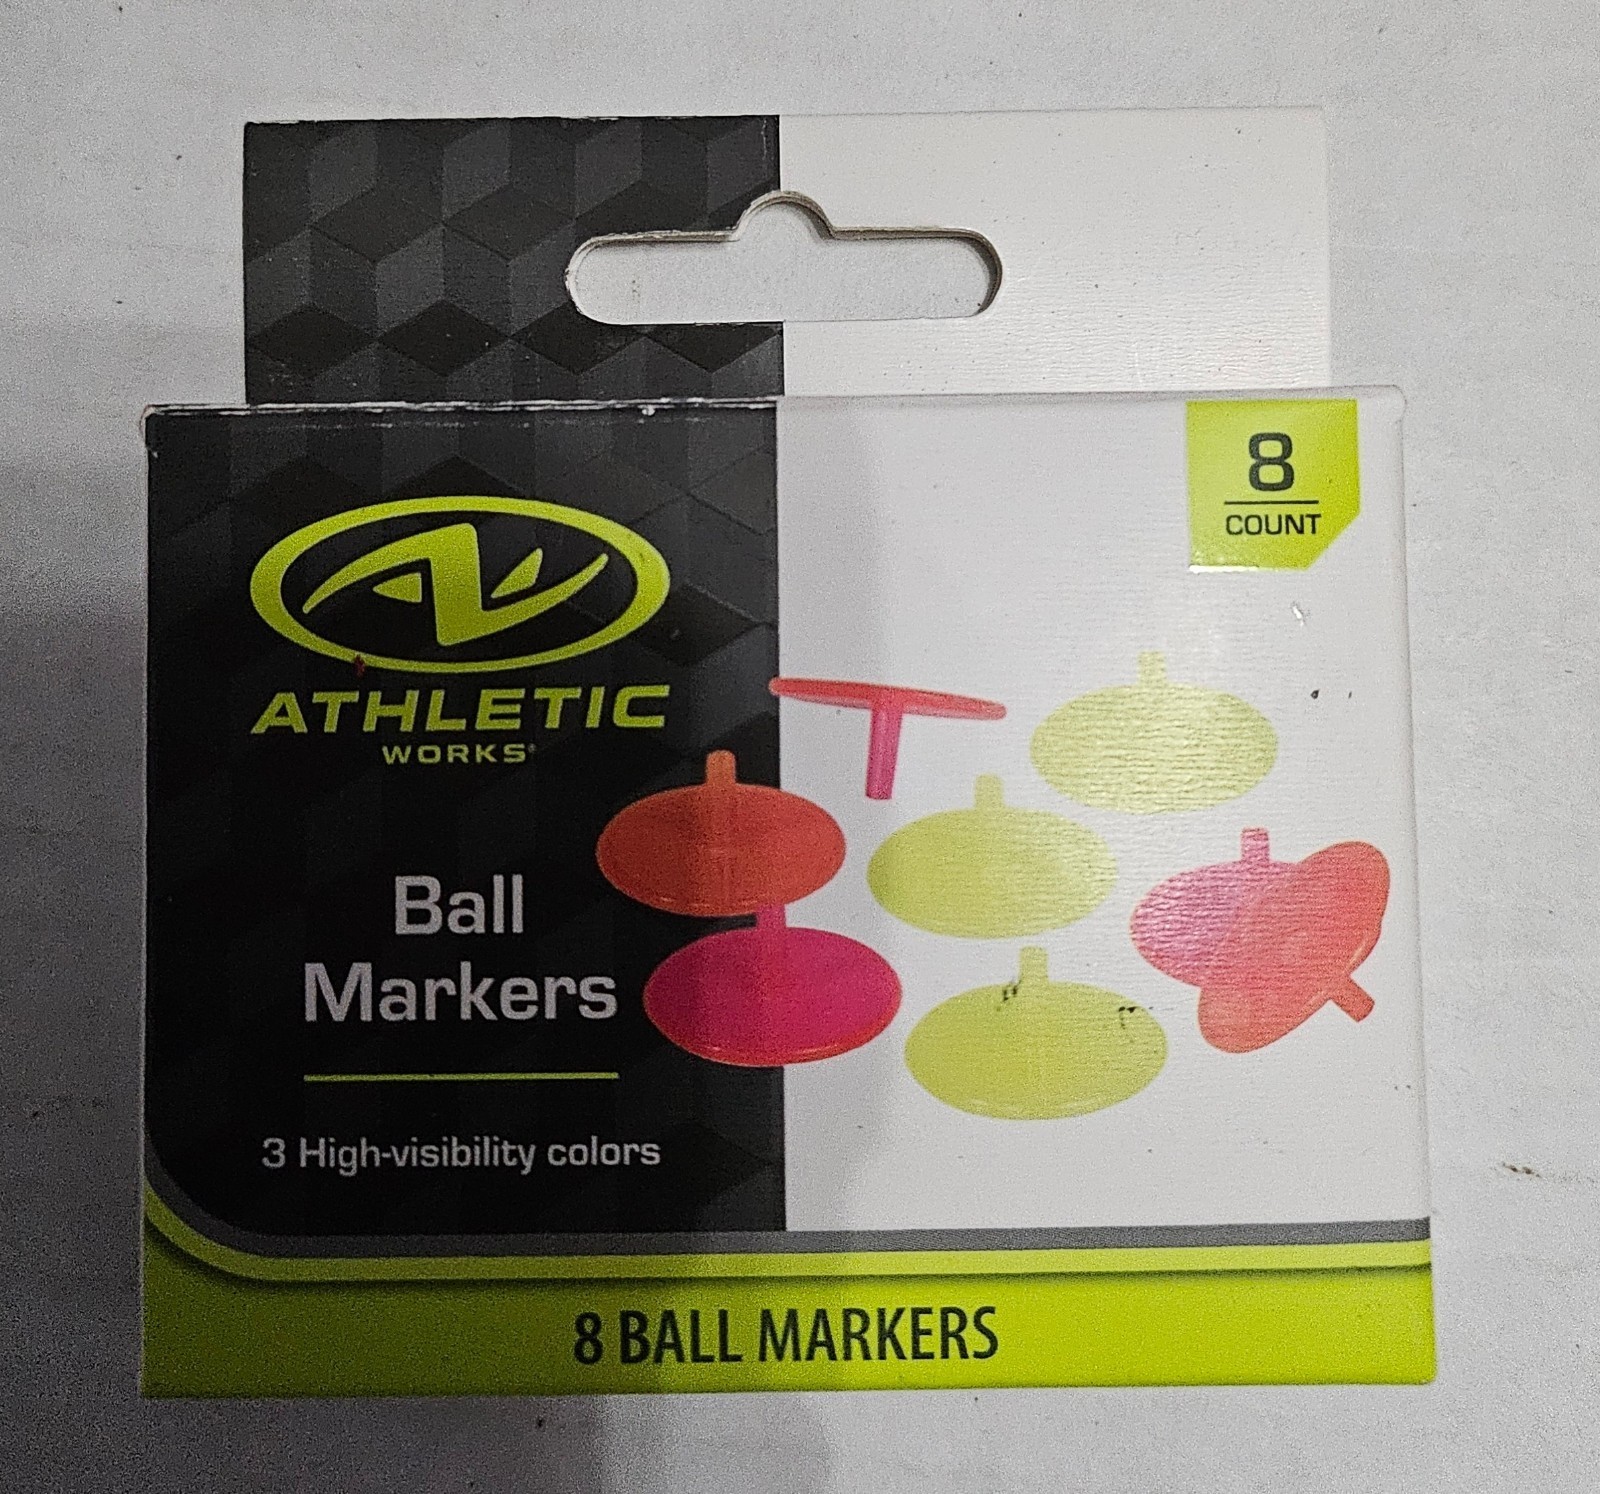 8
COUNT
ATHLETIC
WORKS®
Ball
Markers
3 High-visibility colors
8 BALL MARKERS